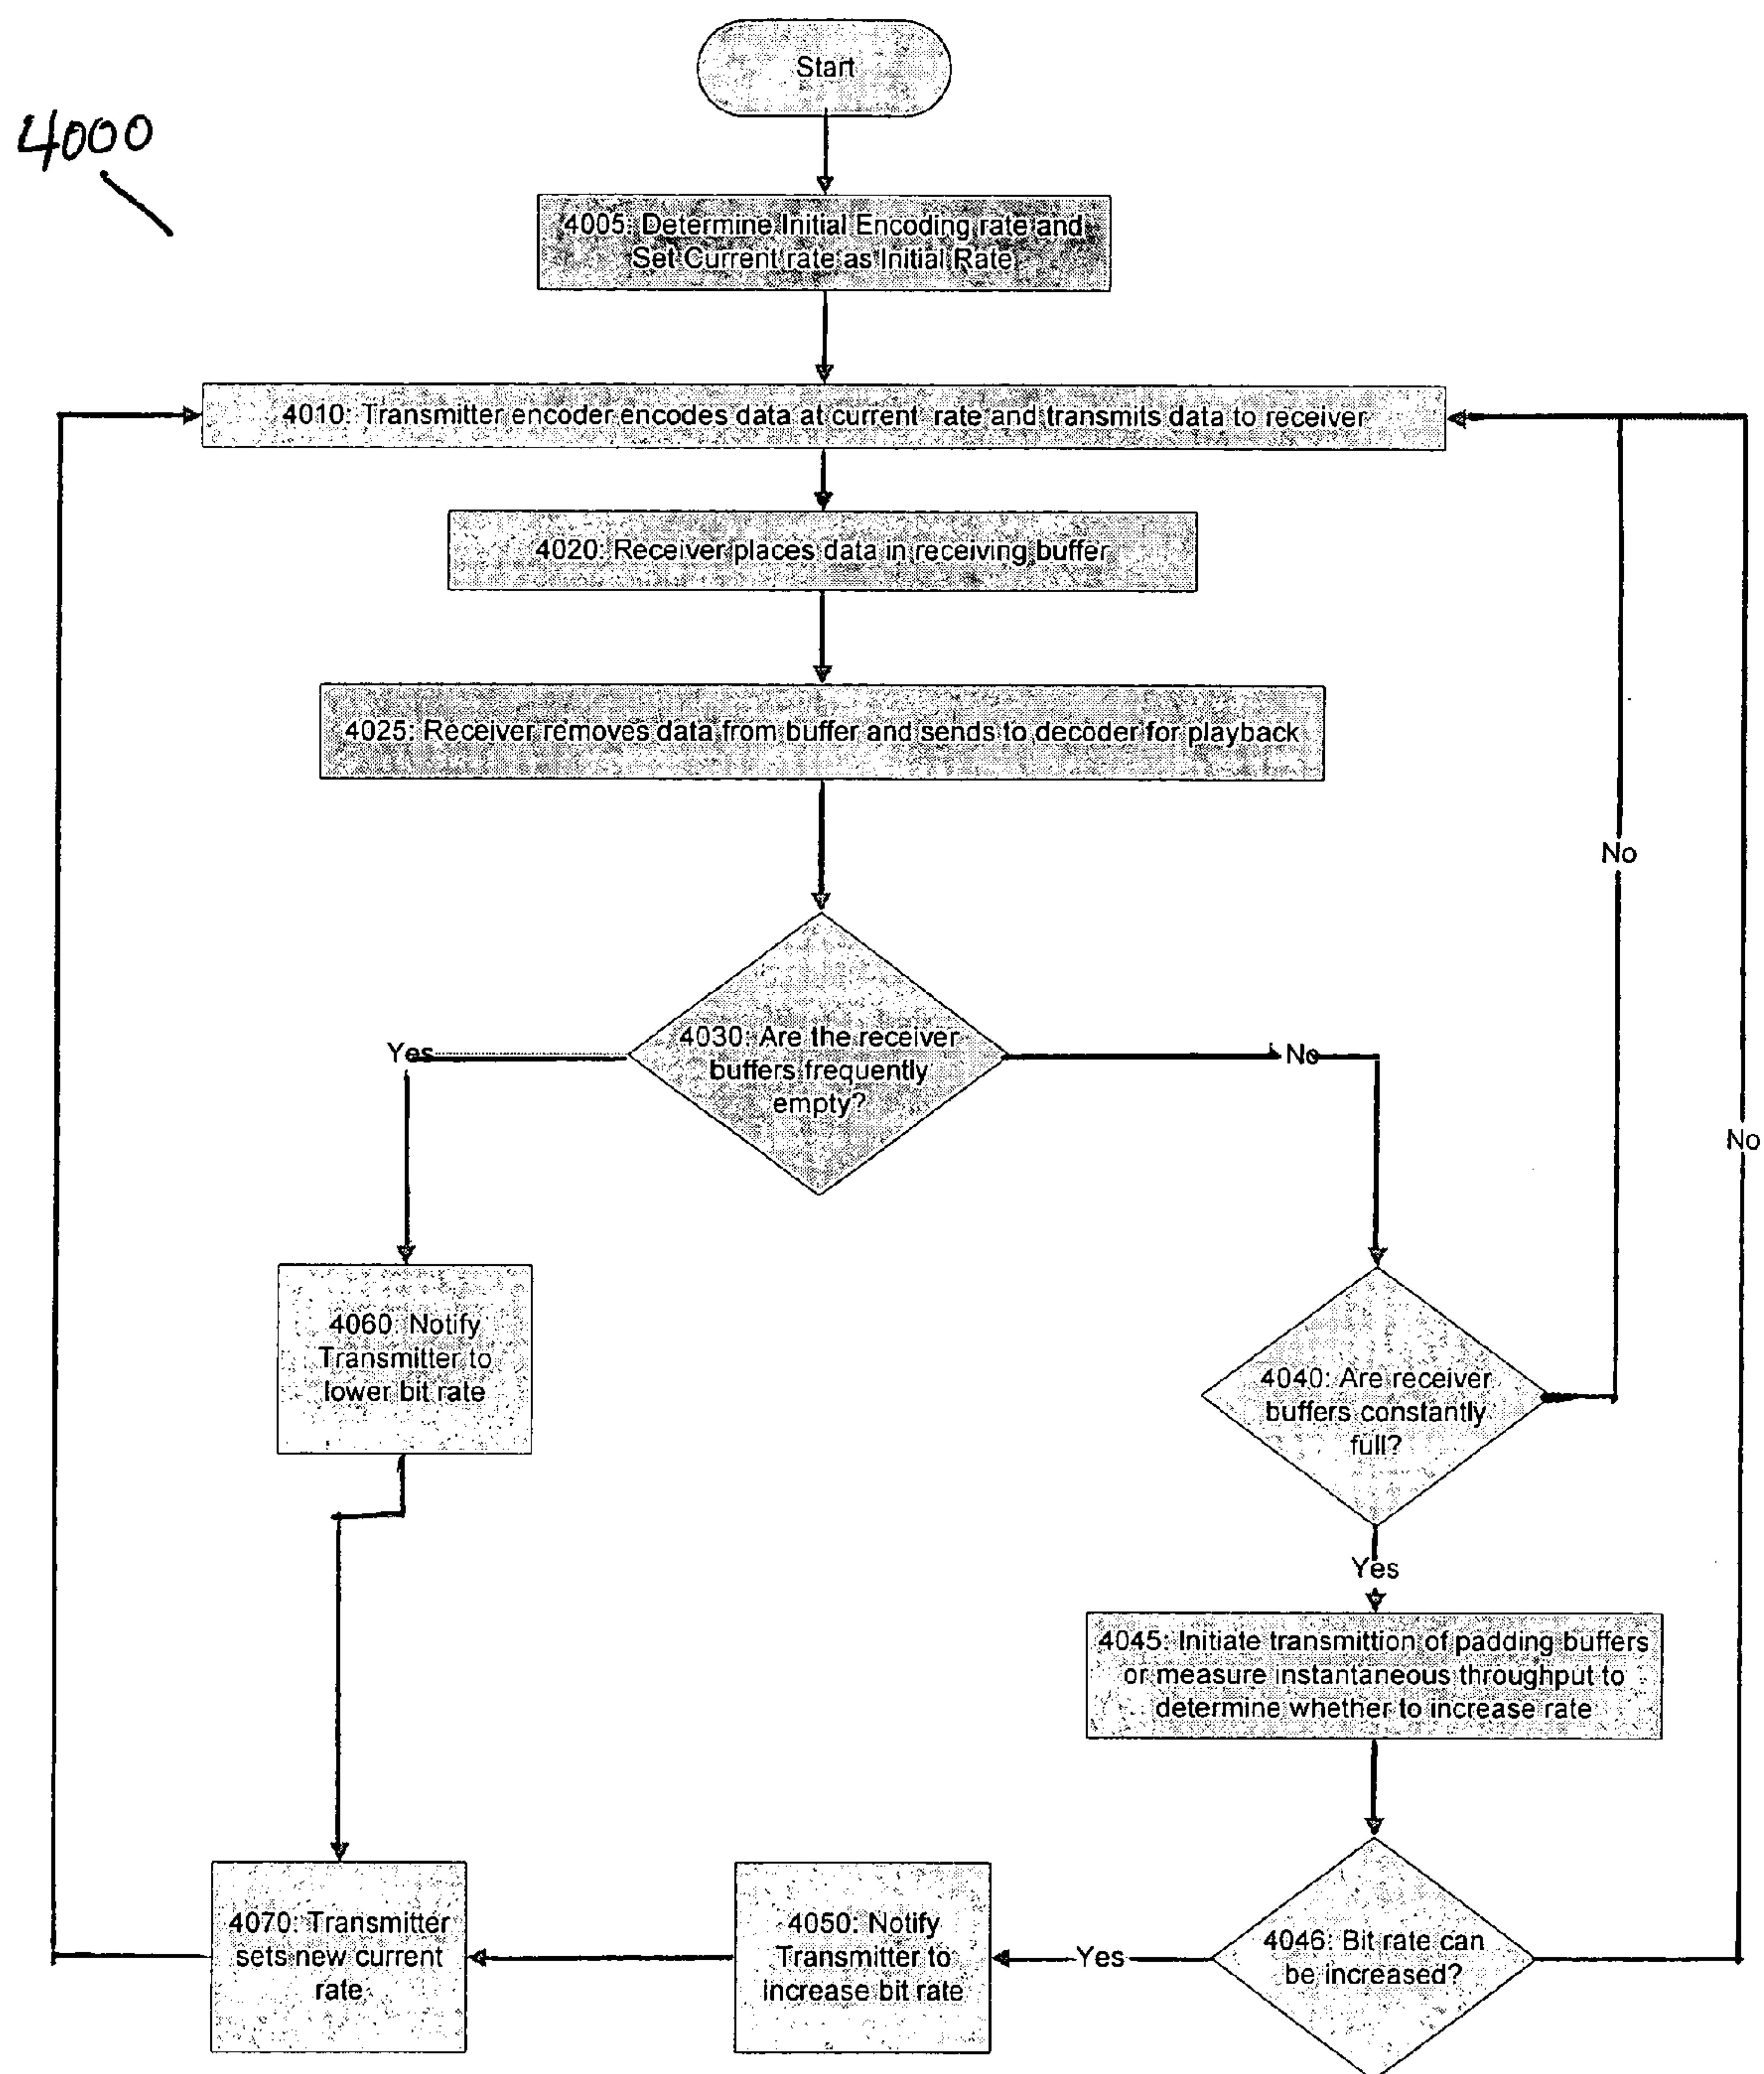 Start
4000
4005: Determine Initial Encoding rate and
Set Current rate as Initial Rate
4010: Transmitter encoder encodes data at current rate and transmits data to receiver
4020: Receiver places data in receiving buffer
4025: Receiver removes data from buffer and sends to decoder for playback
No
4030: Are the receiver
buffers frequently
empty?
Yes
No
No
4060: Notify
Transmitter to
lower bit rate
4040: Are receiver
buffers constantly
full?
Yes
4045: Initiate transmittion of padding buffers
or measure instantaneous throughput to
determine whether to increase rate
4070: Transmitter
sets new current
rate
4050: Notify
Transmitter to
increase bit rate
Yes
4046: Bit rate can
be increased?